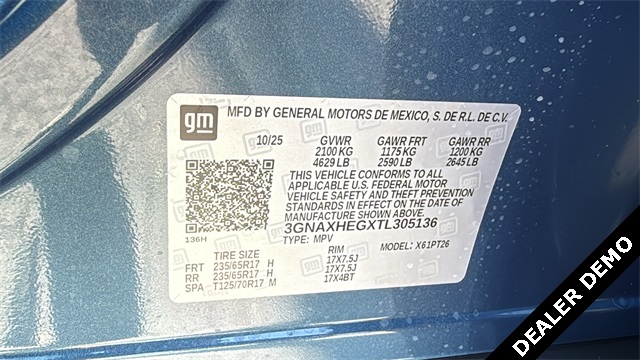 gm
MFD BY GENERAL MOTORS DE MEXICO, S. DE R.L. DE C.V.
10/25 GVWR GAWR FRT GAWR RR
2100 KG 1175 KG 1200 KG
4629 LB 2590 LB 2645 LB
THIS VEHICLE CONFORMS TO ALL
APPLICABLE U.S. FEDERAL MOTOR
VEHICLE SAFETY AND THEFT PREVENTION
STANDARDS IN EFFECT ON THE DATE OF
MANUFACTURE SHOWN ABOVE.
136H
3GNAXHEGXTL305136
TYPE: MPV MODEL: X61PT26
TIRE SIZE RIM
FRT 235/65R17 H 17X7.5J
RR 235/65R17 H 17X7.5J
SPA T125/70R17 M 17X4BT
DEALER DEMO